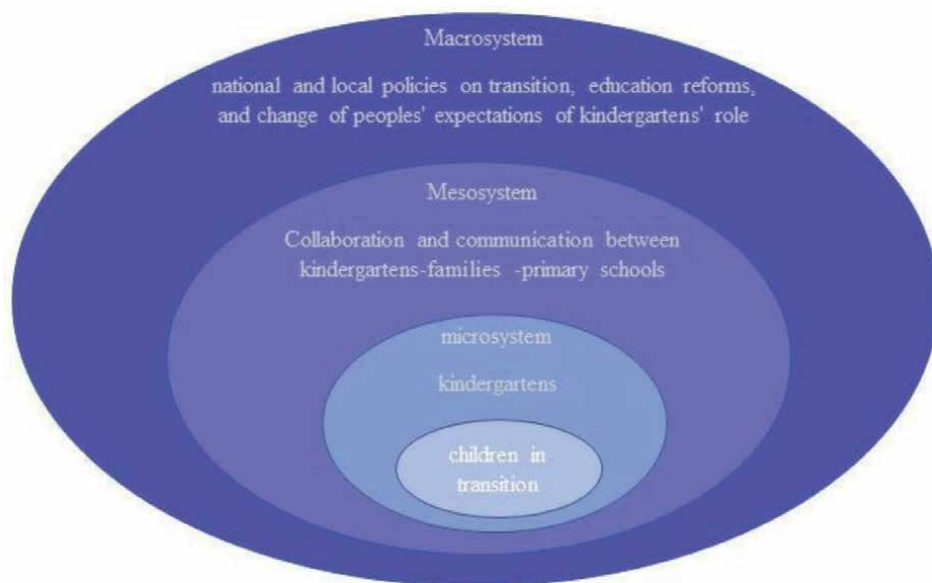 Macrosystem
national and local policies on transition, education reforms,
and change of peoples' expectations of kindergartens' role
Mesosystem
Collaboration and communication between
kindergartens-families -primary schools
microsystem
kindergartens
children in
transition